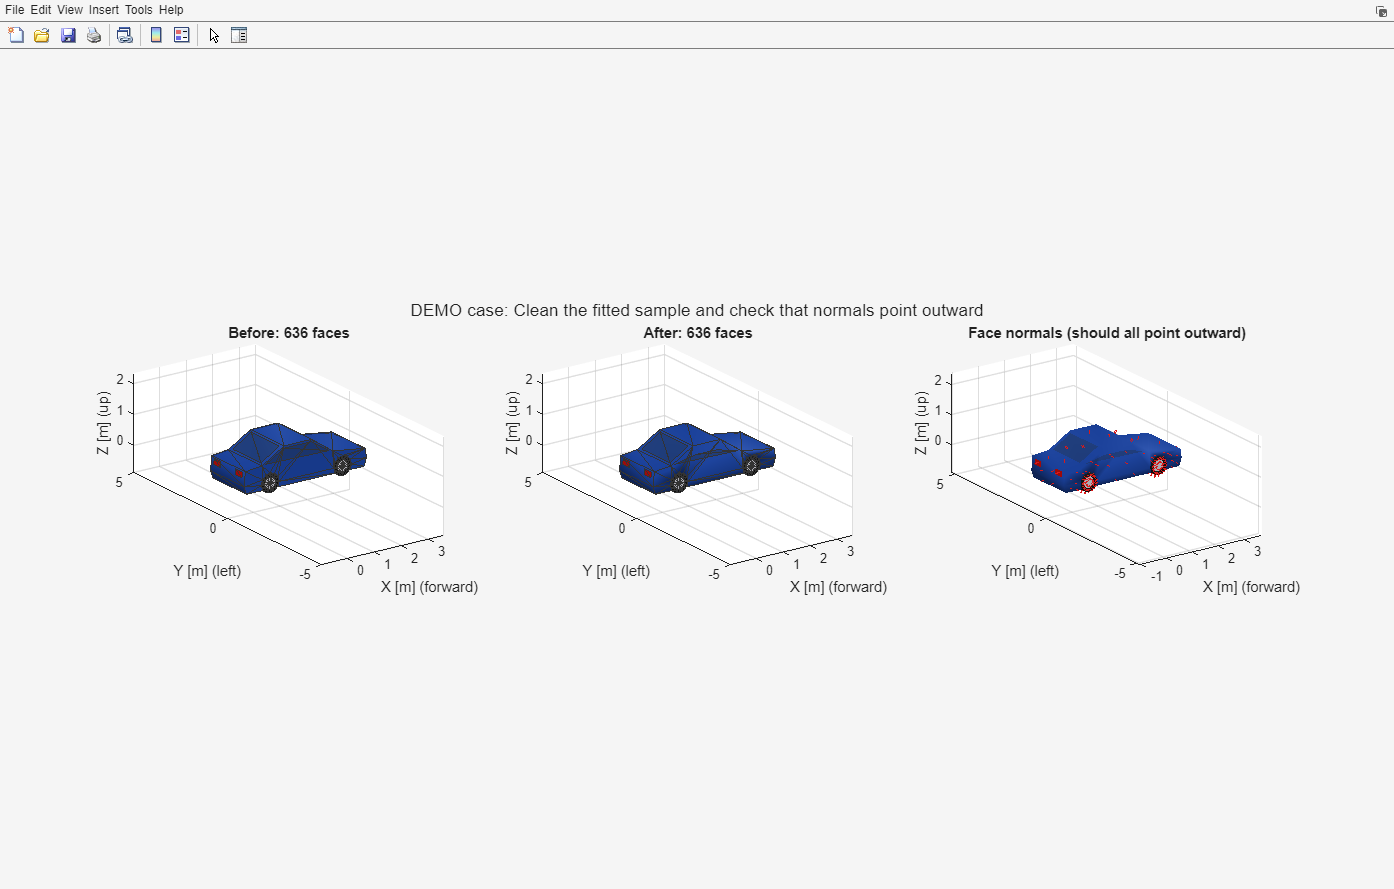 File Edit View Insert Tools Help
DEMO case: Clean the fitted sample and check that normals point outward
Before: 636 faces
2
1
0
Z [m] (up)
5
0
-5
Y [m] (left)
0
1
2
3
X [m] (forward)
After: 636 faces
2
1
0
Z [m] (up)
5
0
-5
Y [m] (left)
0
1
2
3
X [m] (forward)
Face normals (should all point outward)
2
1
0
Z [m] (up)
5
0
-5
Y [m] (left)
-1
0
1
2
3
X [m] (forward)